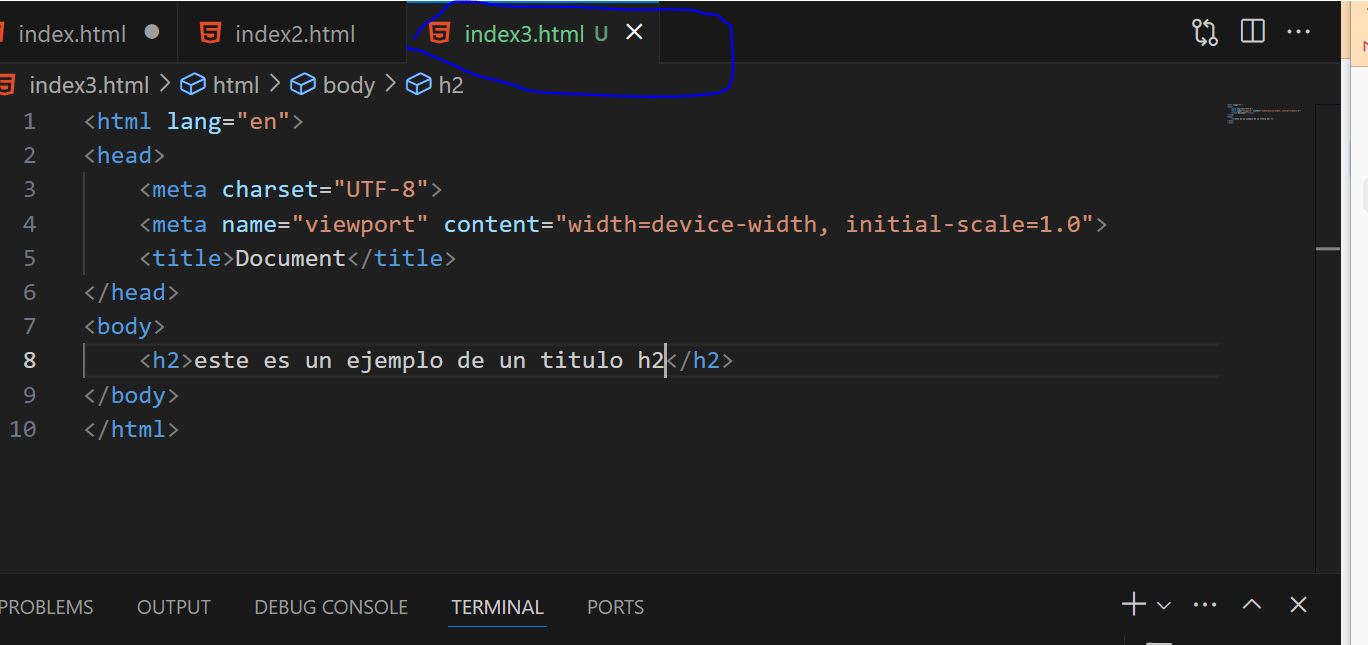 index.html index2.html index3.html U
index3.html > html > body > h2
1 <html lang="en">
2 <head>
3 <meta charset="UTF-8">
4 <meta name="viewport" content="width=device-width, initial-scale=1.0">
5 <title>Document</title>
6 </head>
7 <body>
8 <h2>este es un ejemplo de un titulo h2</h2>
9 </body>
10 </html>
PROBLEMS OUTPUT DEBUG CONSOLE TERMINAL PORTS